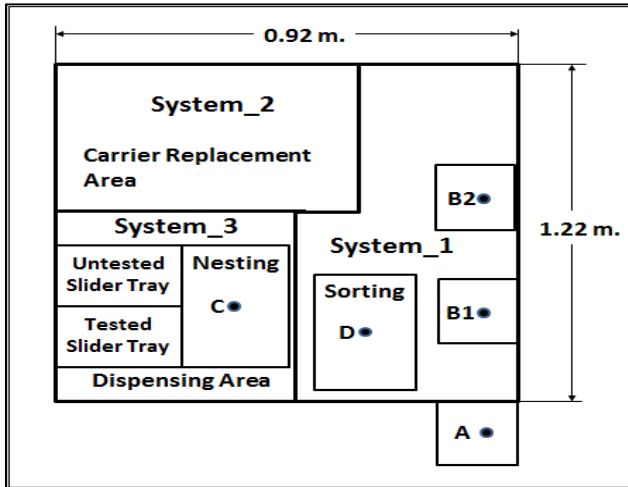 0.92 m.
System_2
Carrier Replacement
Area
B2
1.22 m.
System_3
System_1
Untested
Slider Tray
Nesting
C
Sorting
B1
Tested
Slider Tray
D
Dispensing Area
A